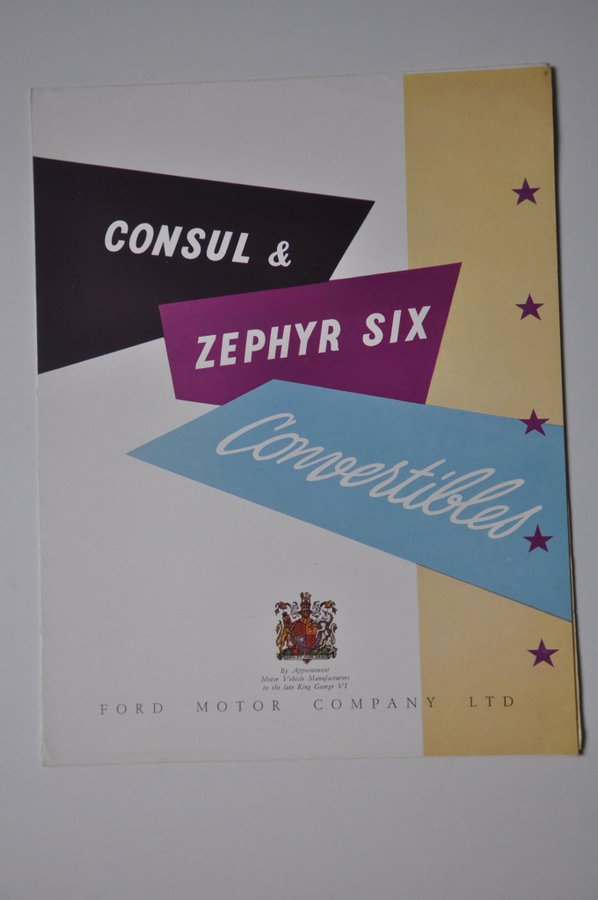 CONSUL &
ZEPHYR SIX
Convertibles
By Appointment
Motor Vehicle Manufacturers
to the late King George VI
FORD MOTOR COMPANY LTD